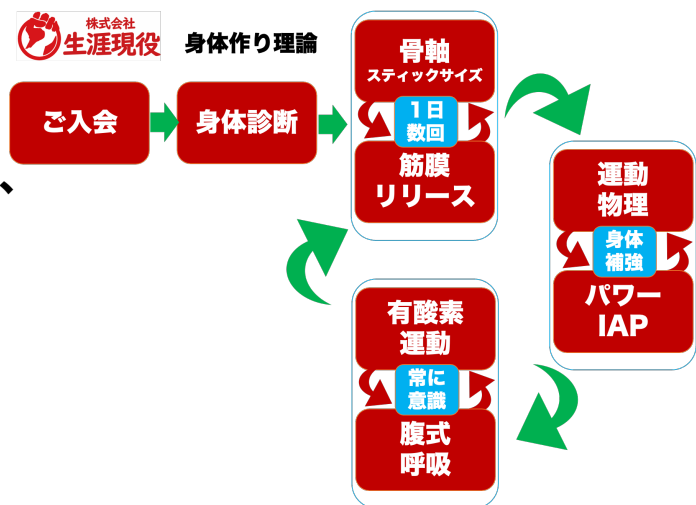 株式会社
生涯現役
身体作り理論
ご入会
身体診断
骨軸
スティックサイズ
1日
数回
筋膜
リリース
運動
物理
身体
補強
パワー
IAP
有酸素
運動
常に
意識
腹式
呼吸
、